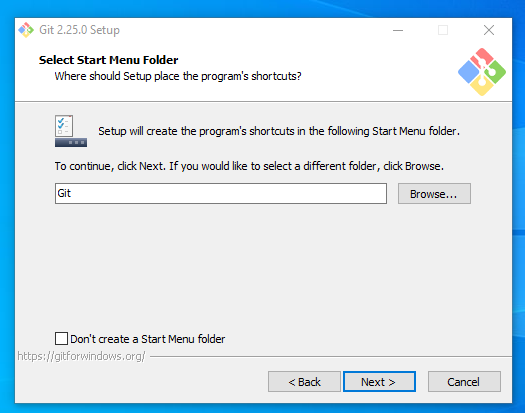 Git 2.25.0 Setup
Select Start Menu Folder
Where should Setup place the program's shortcuts?
Setup will create the program's shortcuts in the following Start Menu folder.
To continue, click Next. If you would like to select a different folder, click Browse.
Git
Browse...
Don't create a Start Menu folder
https://gitforwindows.org/
< Back
Next >
Cancel